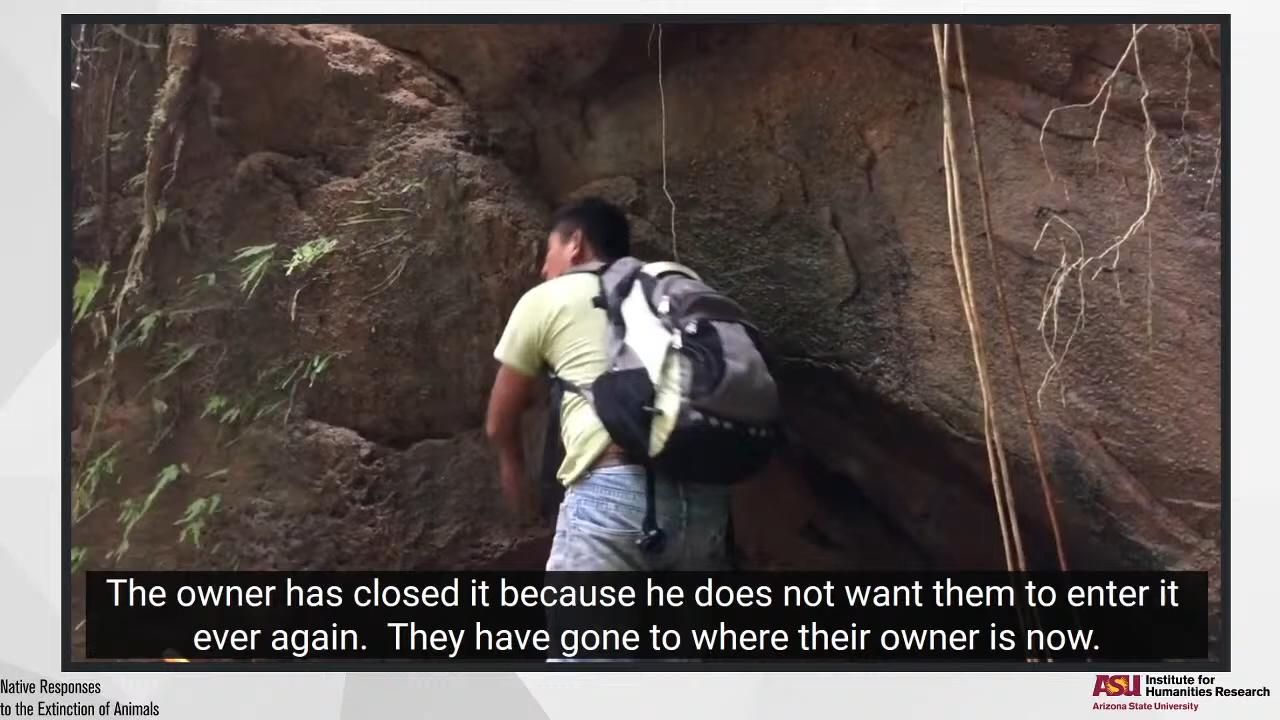 The owner has closed it because he does not want them to enter it
ever again.  They have gone to where their owner is now.
Native Responses
to the Extinction of Animals
ASU Institute for
Humanities Research
Arizona State University